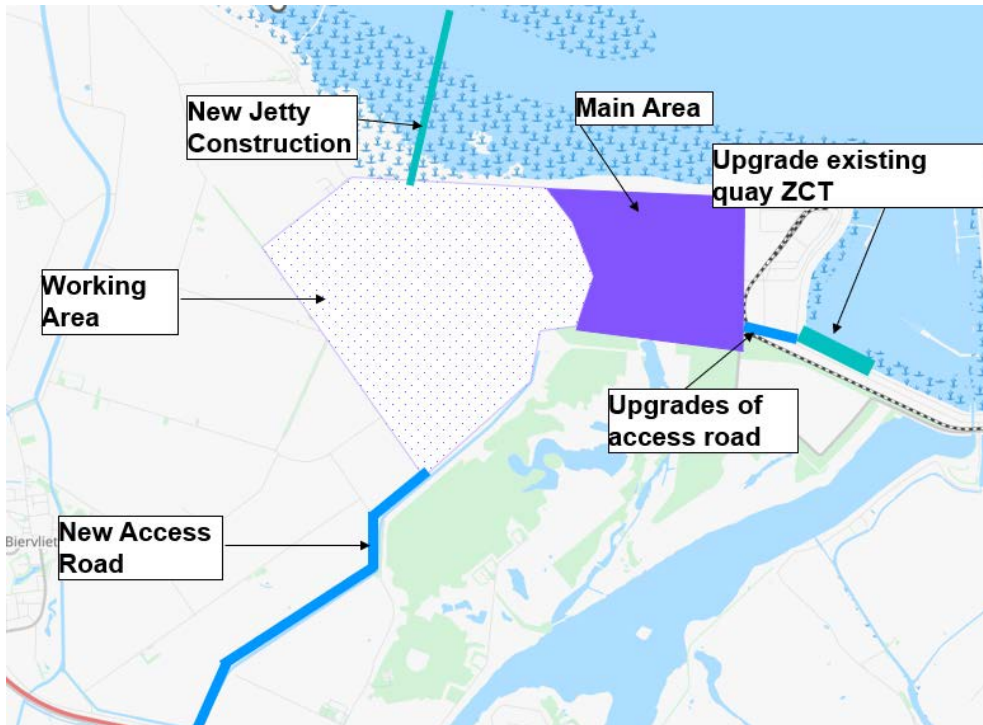 New Jetty
Construction
Main Area
Upgrade existing
quay ZCT
Working
Area
Upgrades of
access road
New Access
Road
Biervliet